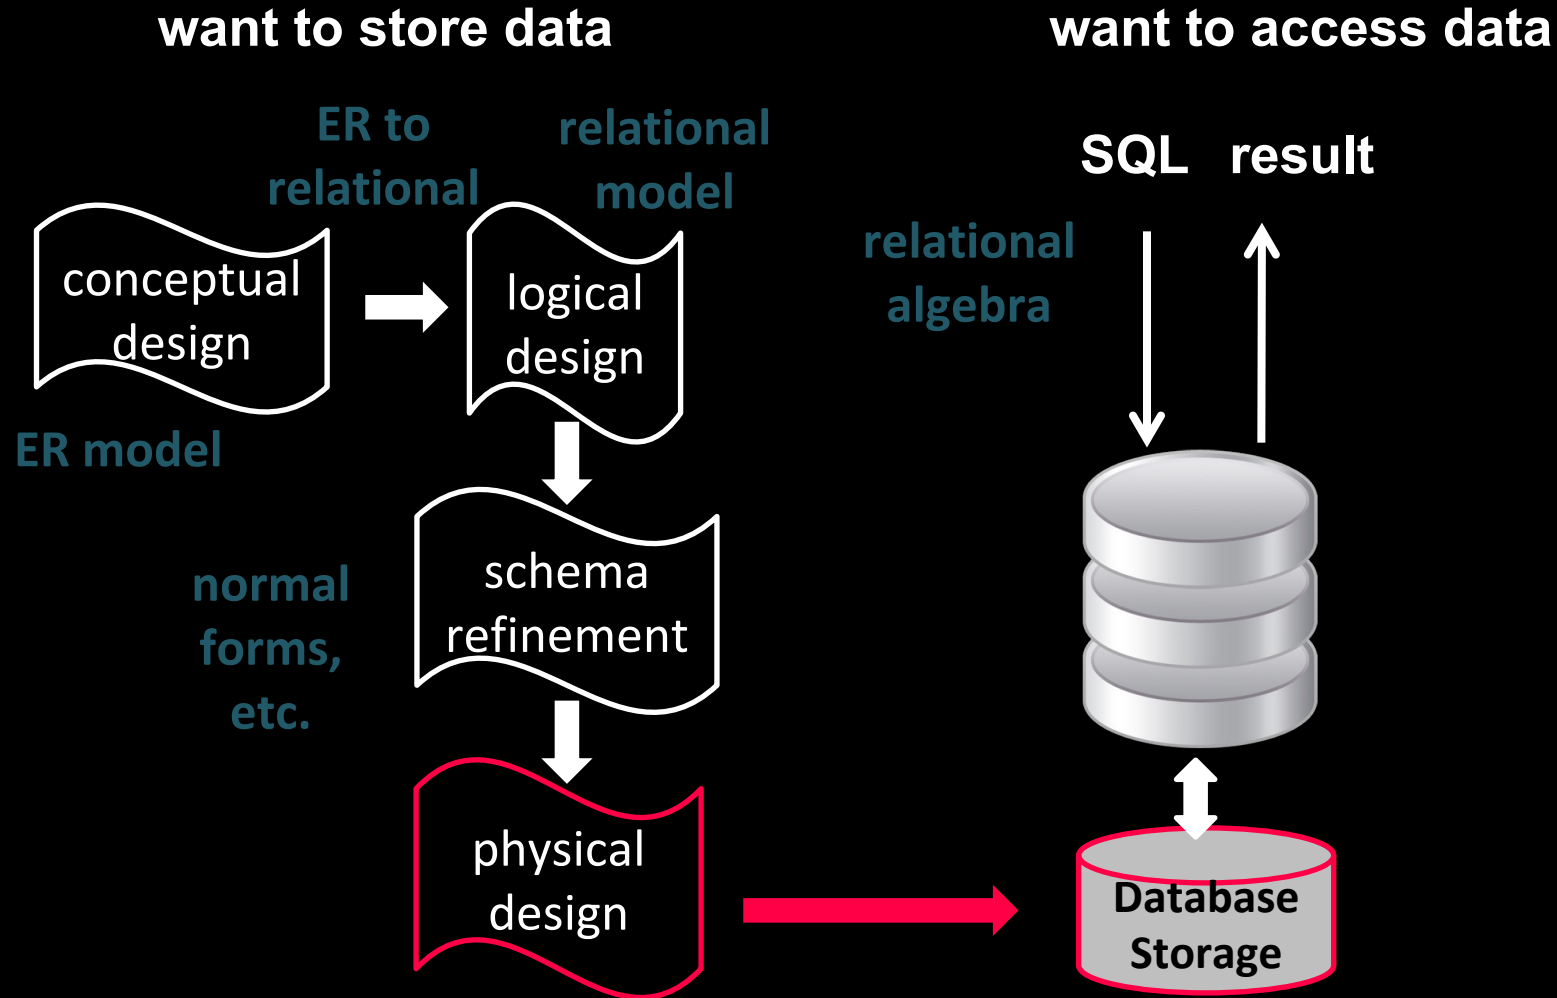 want to store data
want to access data
ER to
relational
relational
model
SQL result
conceptual
design
logical
design
relational
algebra
ER model
schema
refinement
normal
forms,
etc.
physical
design
Database
Storage